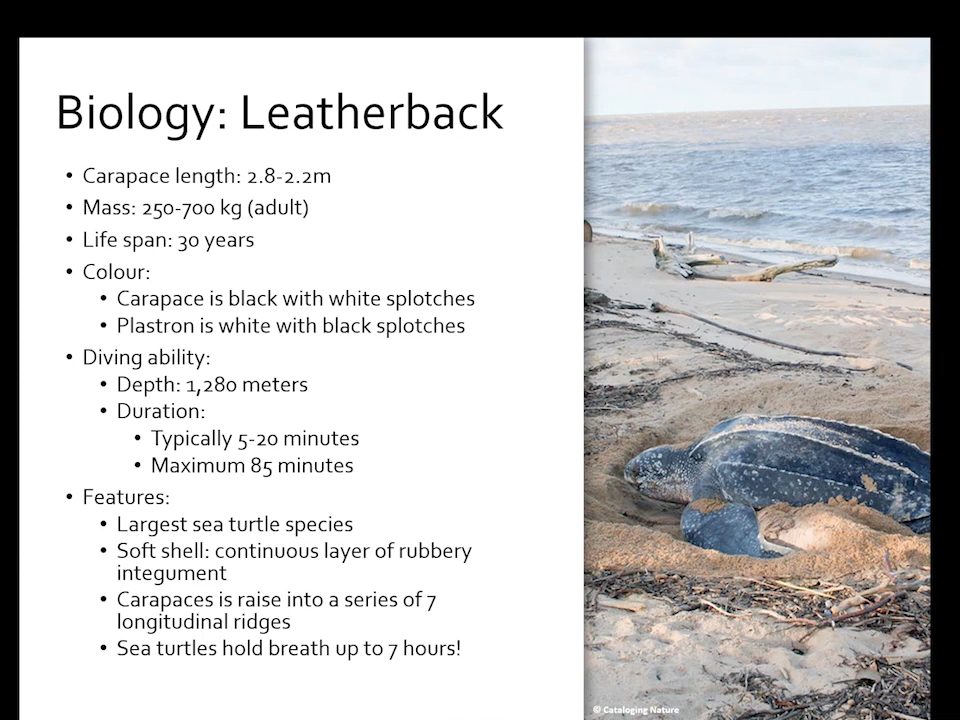 Biology: Leatherback
• Carapace length: 2.8-2.2m
• Mass: 250-700 kg (adult)
• Life span: 30 years
• Colour:
• Carapace is black with white splotches
• Plastron is white with black splotches
• Diving ability:
• Depth: 1,280 meters
• Duration:
• Typically 5-20 minutes
• Maximum 85 minutes
• Features:
• Largest sea turtle species
• Soft shell: continuous layer of rubbery
integument
• Carapaces is raise into a series of 7
longitudinal ridges
• Sea turtles hold breath up to 7 hours!
© Cataloging Nature